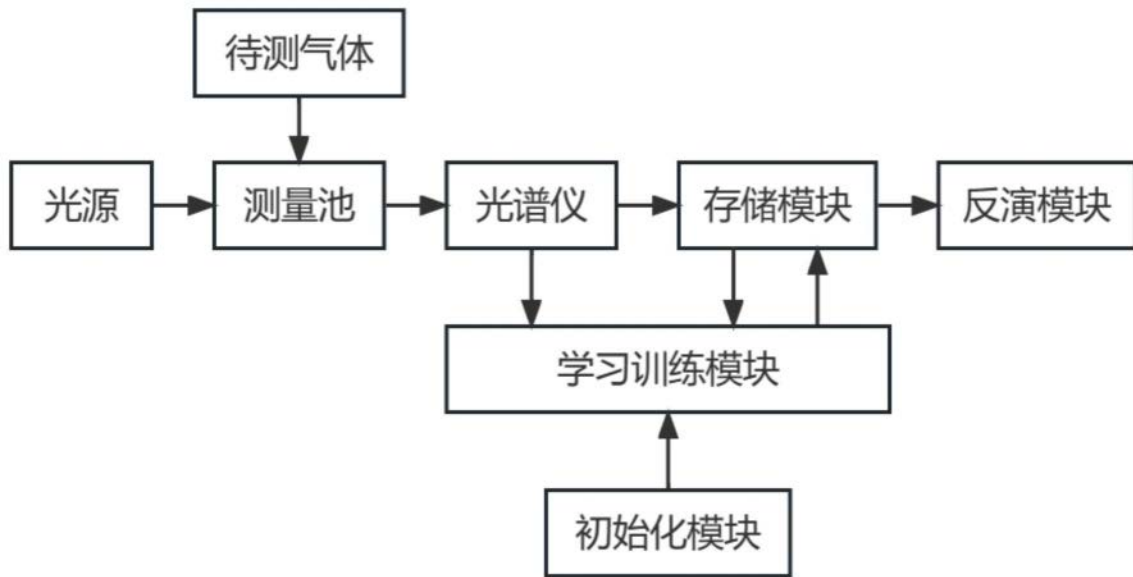 待测气体
光源
测量池
光谱仪
存储模块
反演模块
学习训练模块
初始化模块